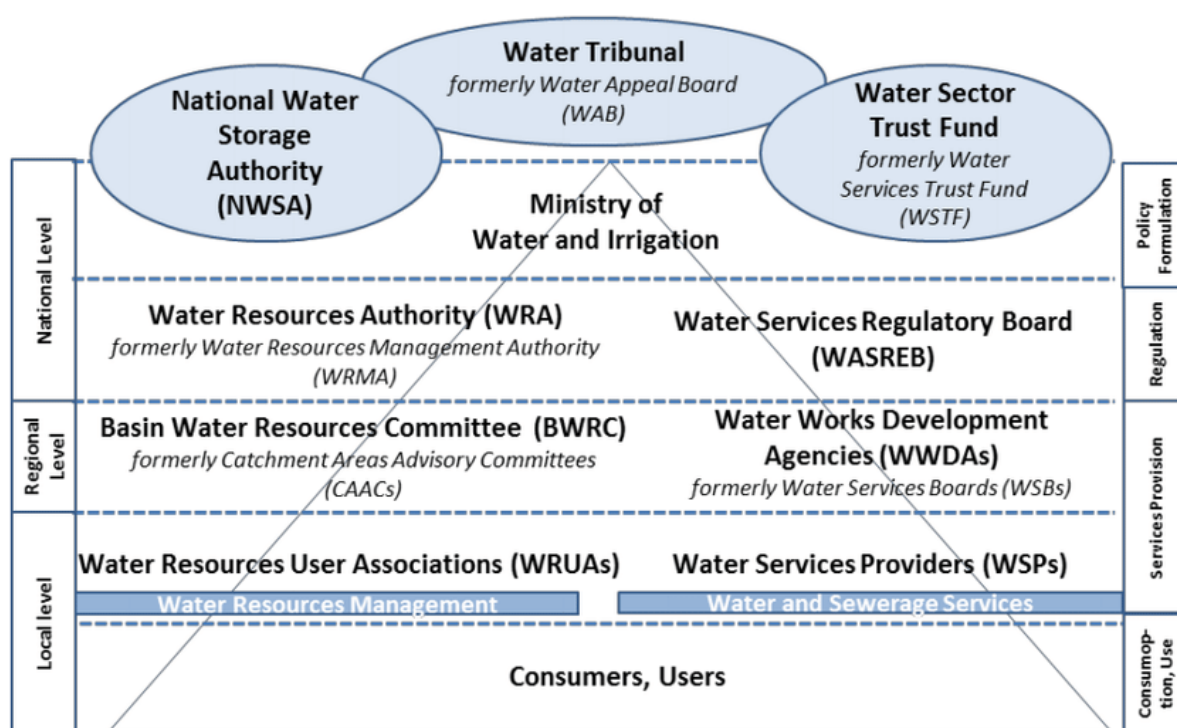 Water Tribunal
formerly Water Appeal Board
(WAB)
National Water
Storage
Authority
(NWSA)
Water Sector
Trust Fund
formerly Water
Services Trust Fund
(WSTF)
National Level
Policy
Formulation
Ministry of
Water and Irrigation
Water Resources Authority (WRA)
formerly Water Resources Management Authority
(WRMA)
Water Services Regulatory Board
(WASREB)
Regulation
Regional
Level
Basin Water Resources Committee (BWRC)
formerly Catchment Areas Advisory Committees
(CAACs)
Water Works Development
Agencies (WWDAs)
formerly Water Services Boards (WSBs)
Services Provision
Local level
Water Resources User Associations (WRUAs)
Water Services Providers (WSPs)
Water Resources Management
Water and Sewerage Services
Consumers, Users
Consumop-
tion, Use